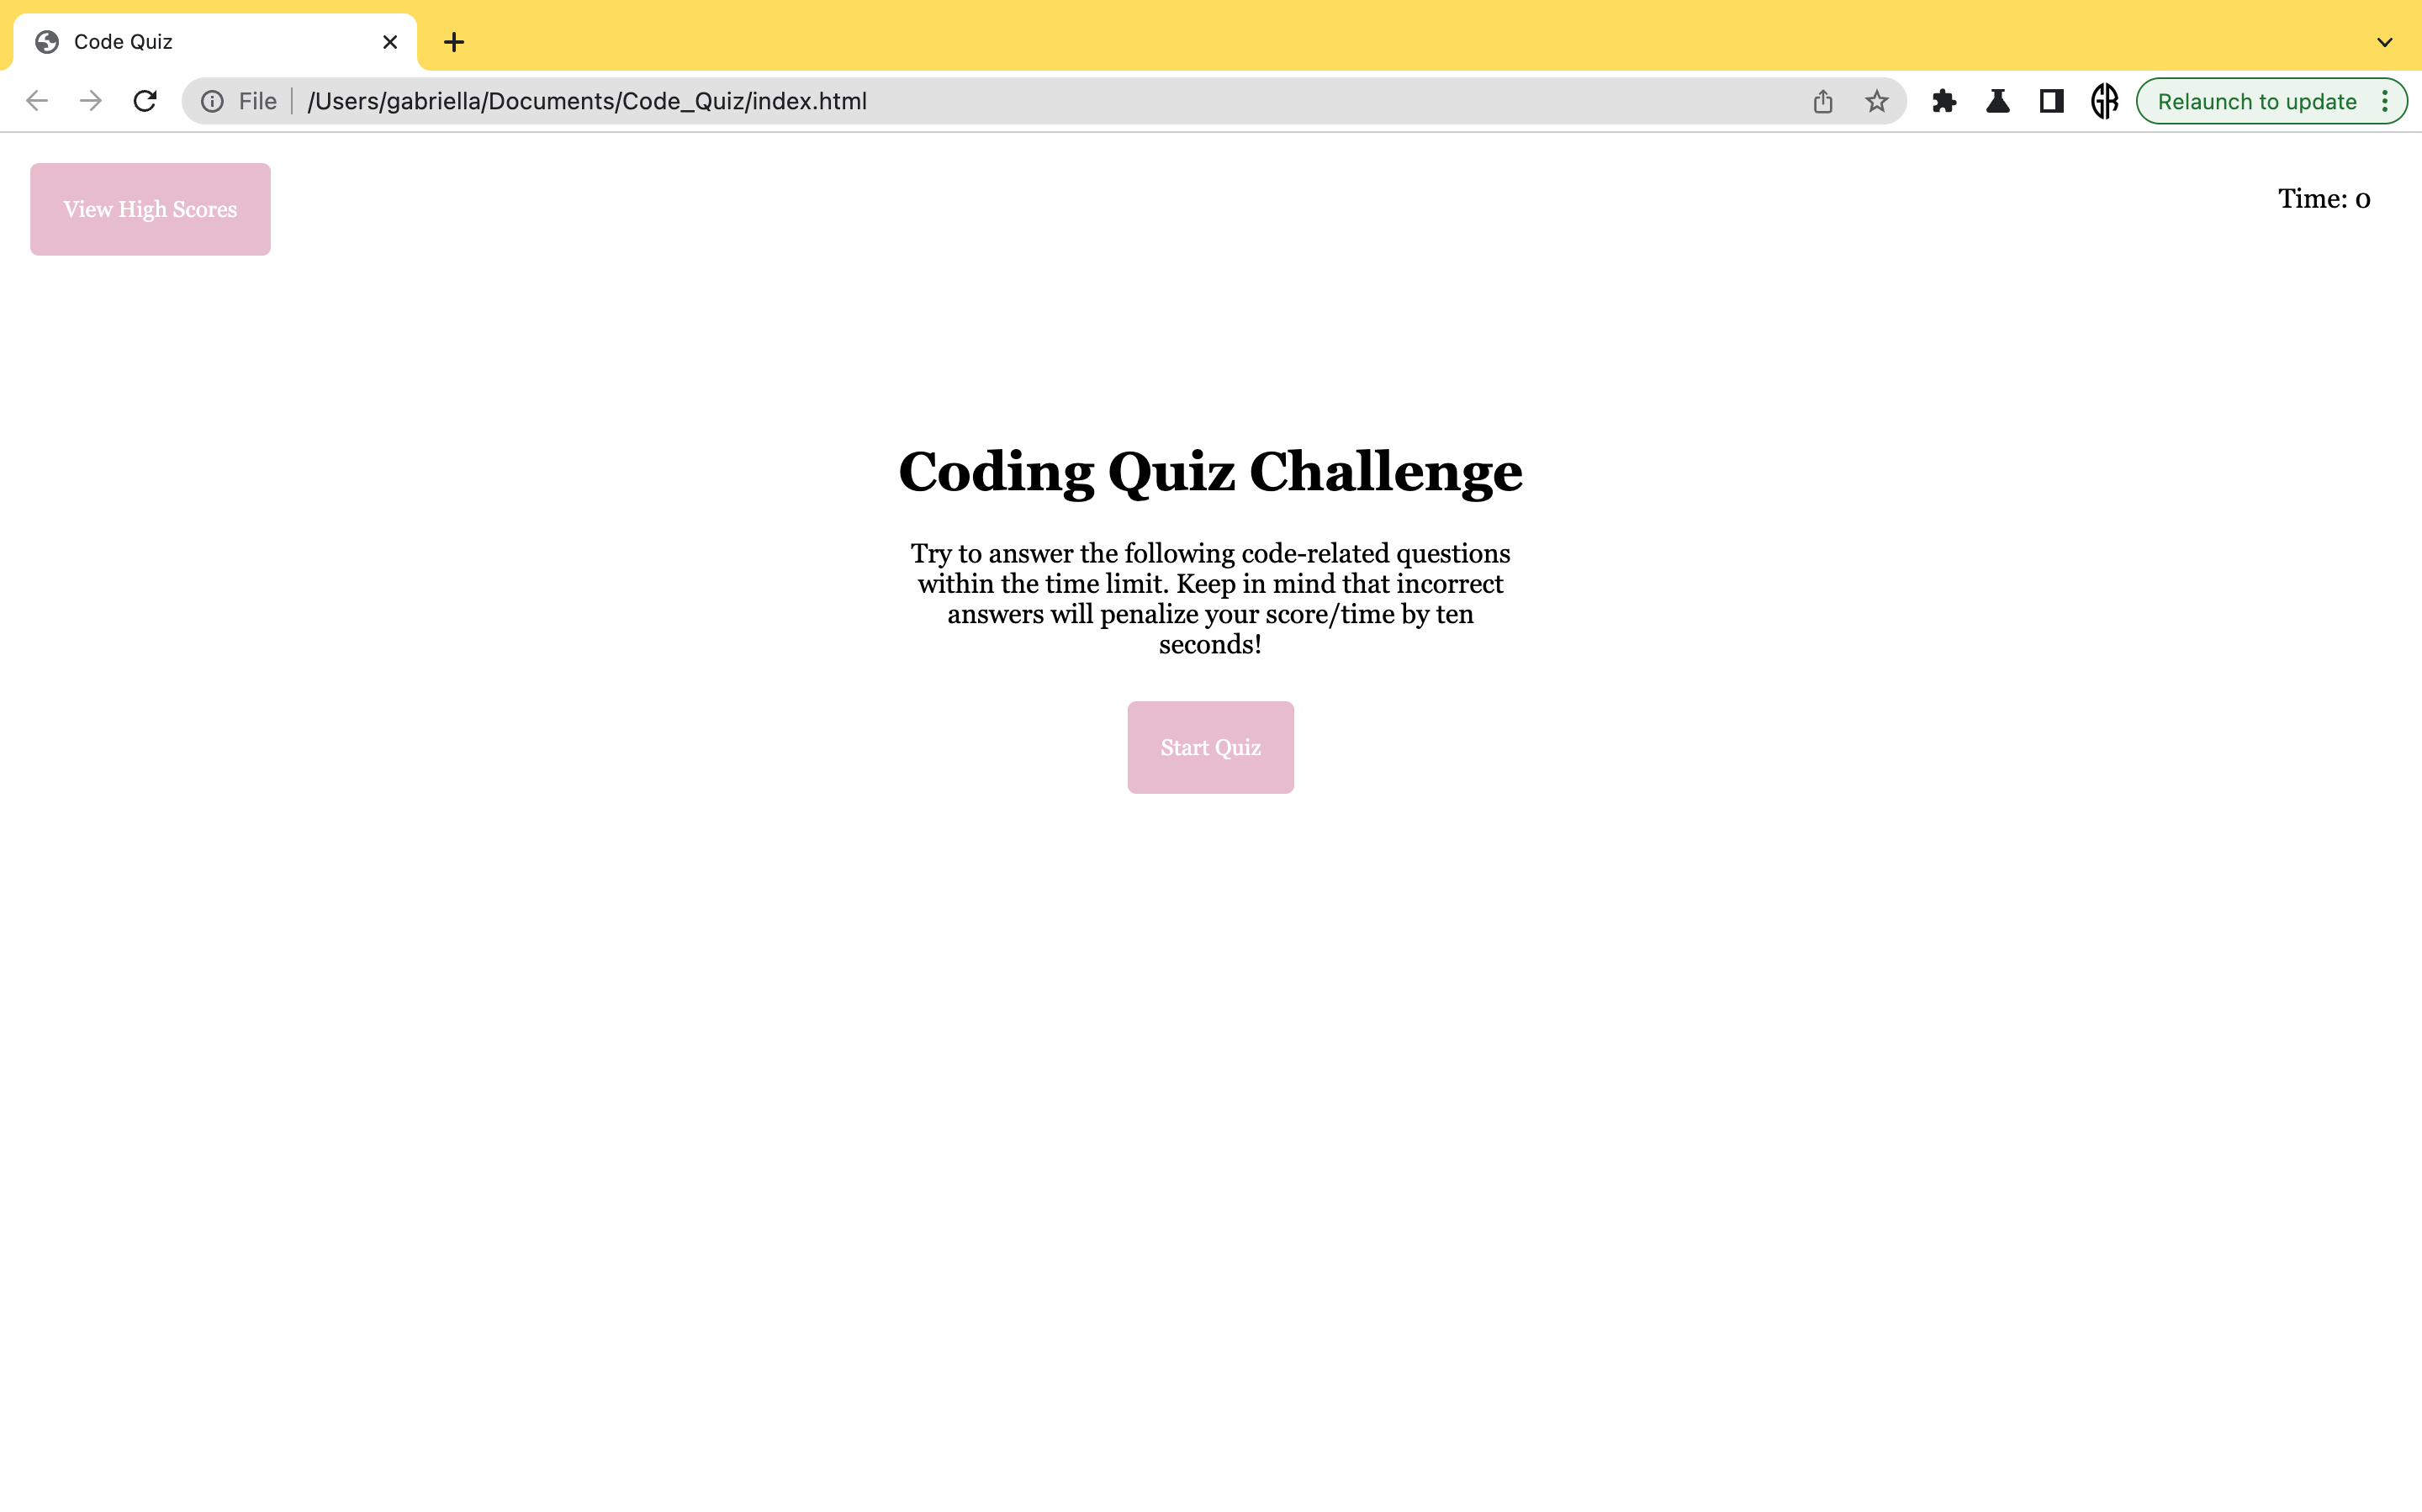 Code Quiz
File
/Users/gabriella/Documents/Code_Quiz/index.html
Relaunch to update
View High Scores
Time: 0
Coding Quiz Challenge
Try to answer the following code-related questions
within the time limit. Keep in mind that incorrect
answers will penalize your score/time by ten
seconds!
Start Quiz